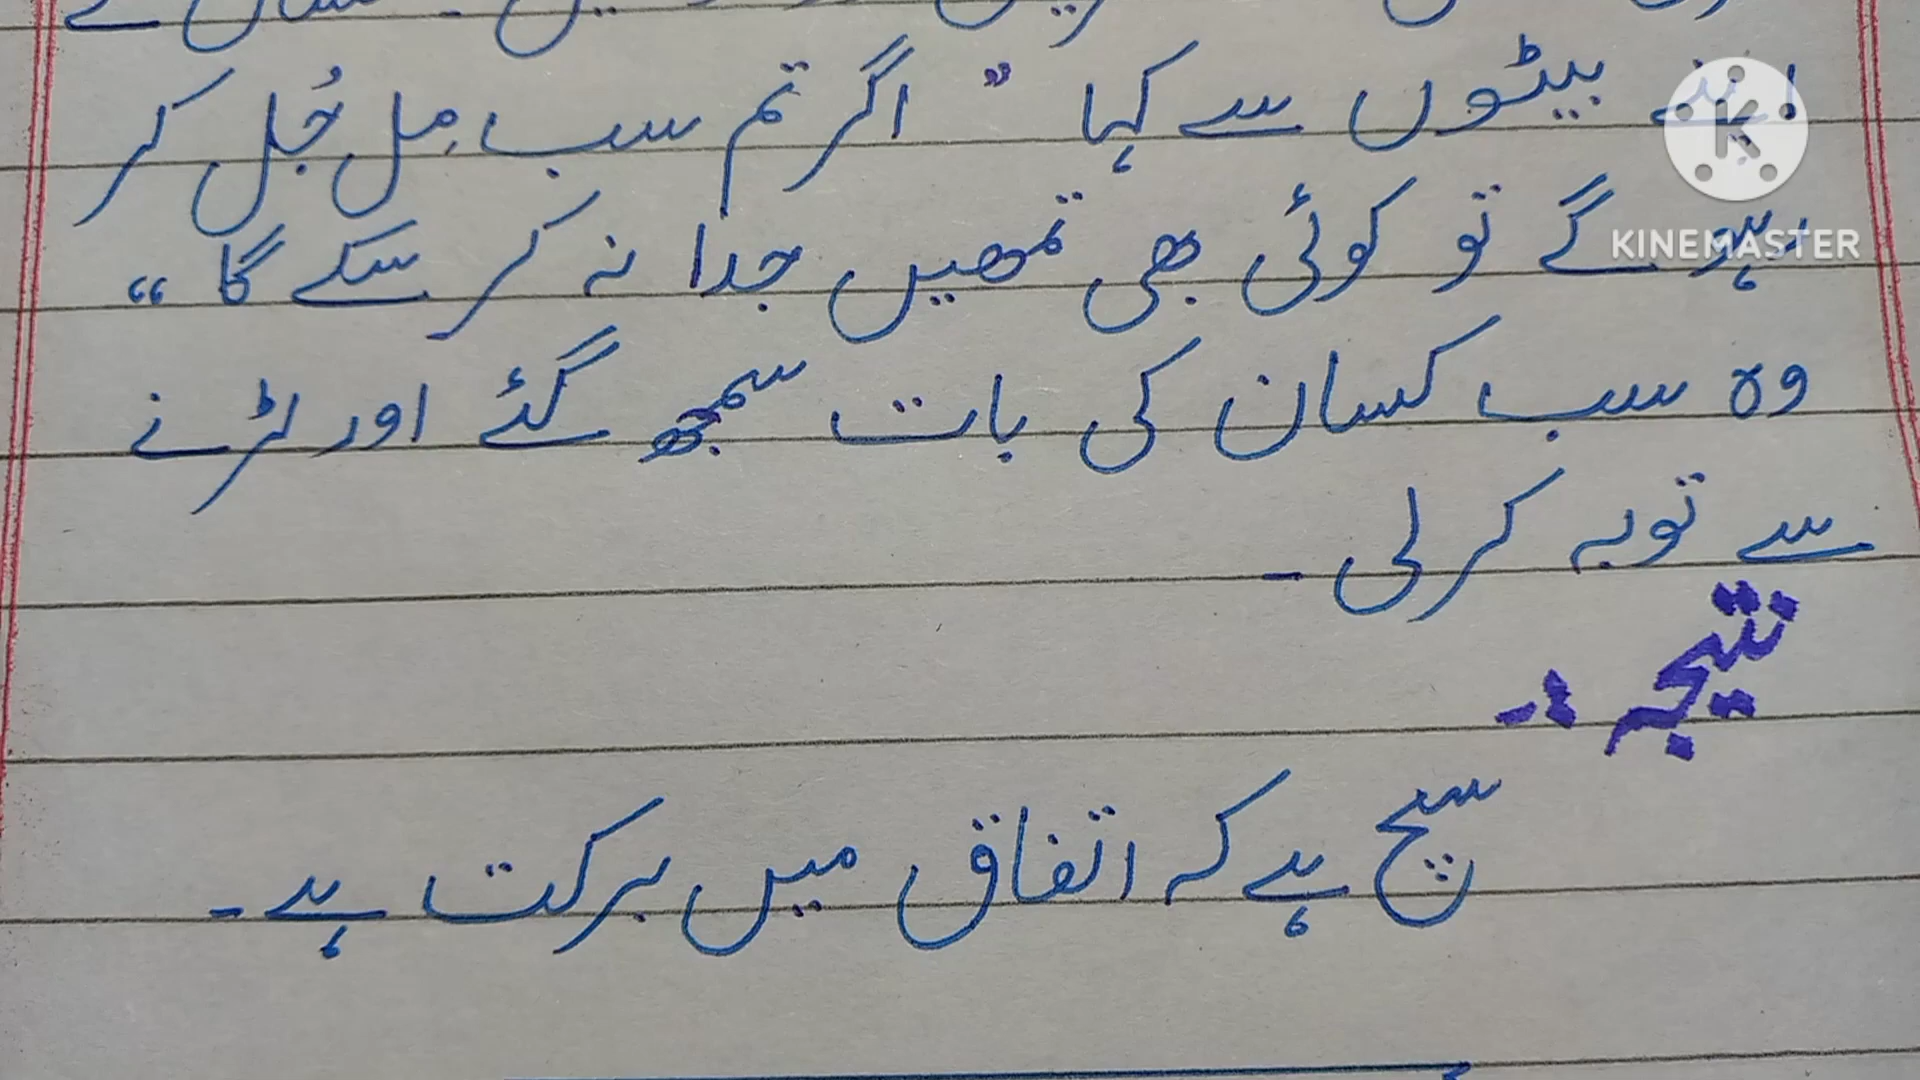 اپنے بیٹوں سے کہا " اگر تم سب مِل جُل کر
رہو گے تو کوئی بھی تمھیں جدا نہ کر سکے گا "
وہ سب کسان کی بات سمجھ گئے اور لڑنے
سے توبہ کرلی ۔
نتیجہ :۔
سچ ہے کہ اتفاق میں برکت ہے ۔
KINEMASTER